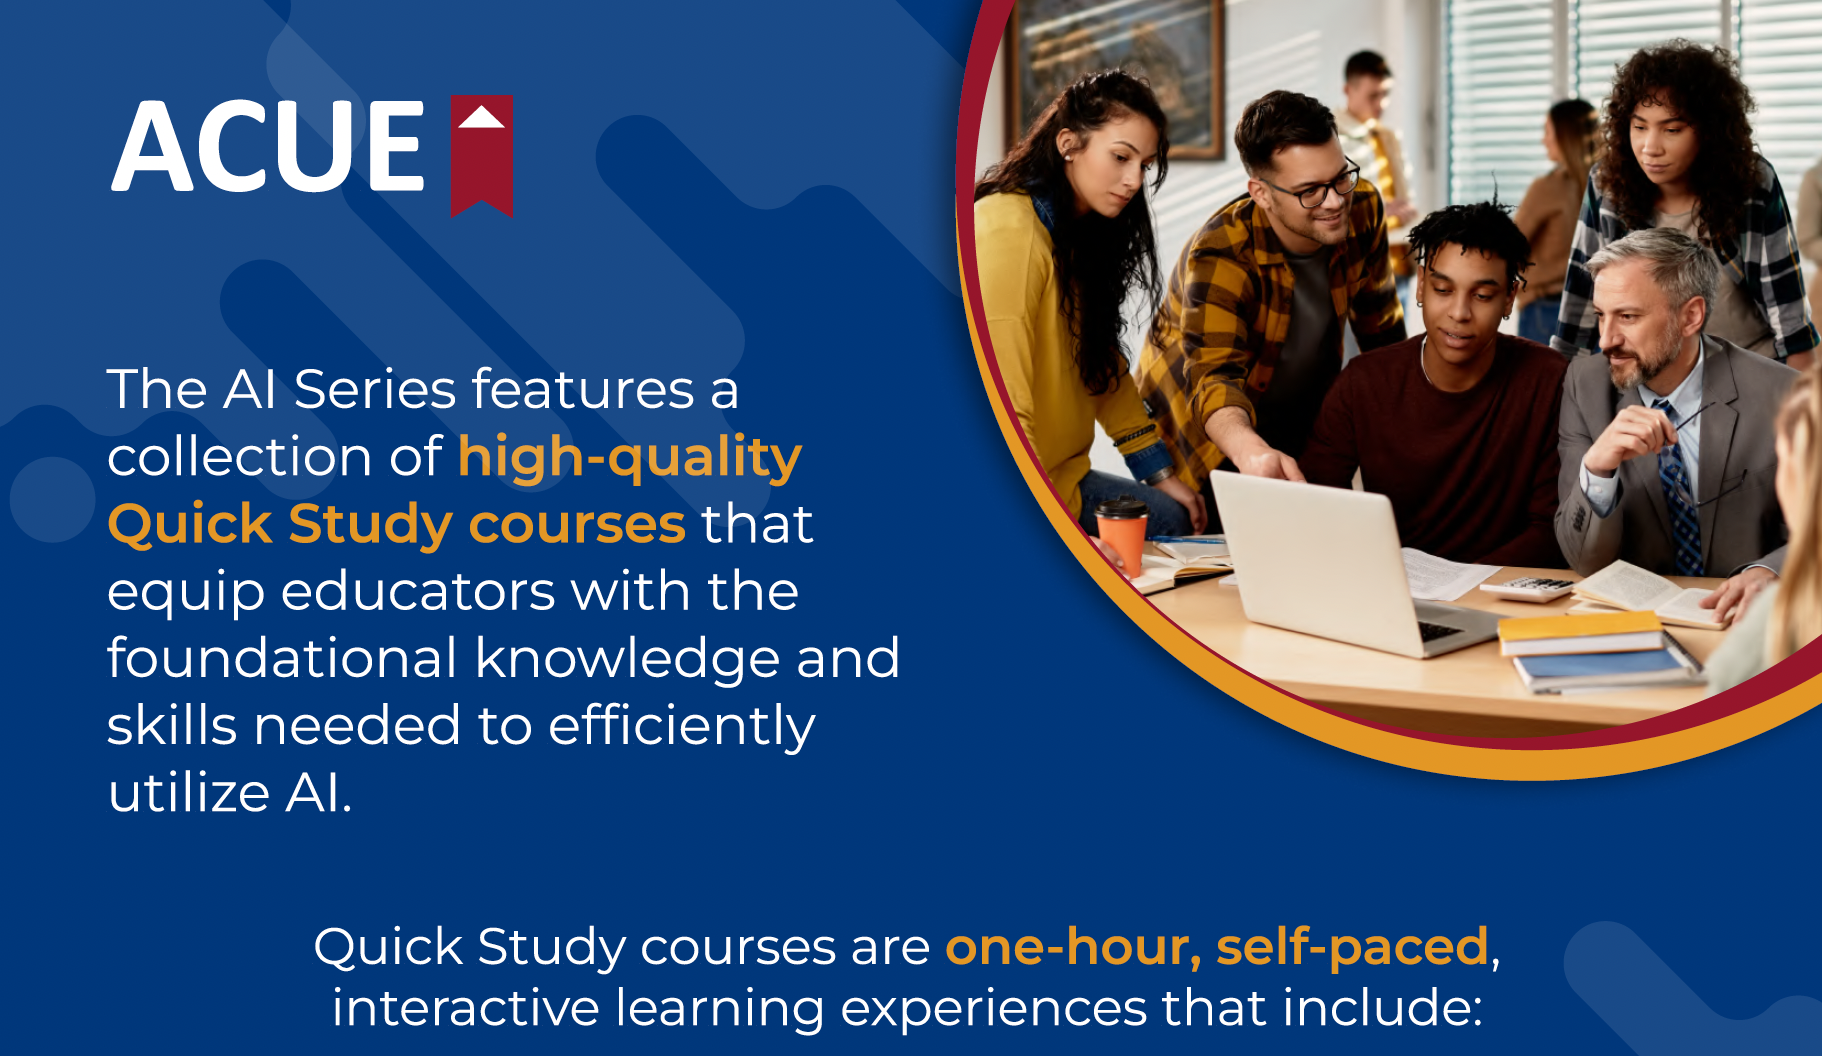 ACUE
The AI Series features a
collection of high-quality
Quick Study courses that
equip educators with the
foundational knowledge and
skills needed to efficiently
utilize AI.
Quick Study courses are one-hour, self-paced,
interactive learning experiences that include: